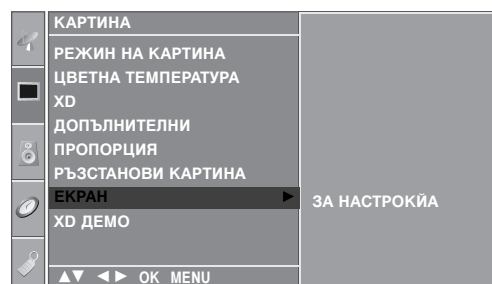 КАРТИНА
РЕЖИН НА КАРТИНА
ЦВЕТНА ТЕМПЕРАТУРА
XD
ДОПЪЛНИТЕЛНИ
ПРОПОРЦИЯ
РЪЗСТАНОВИ КАРТИНА
ЕКРАН ►
ЗА НАСТРОКЙА
XD ДЕМО
▲▼ ◄► OK MENU